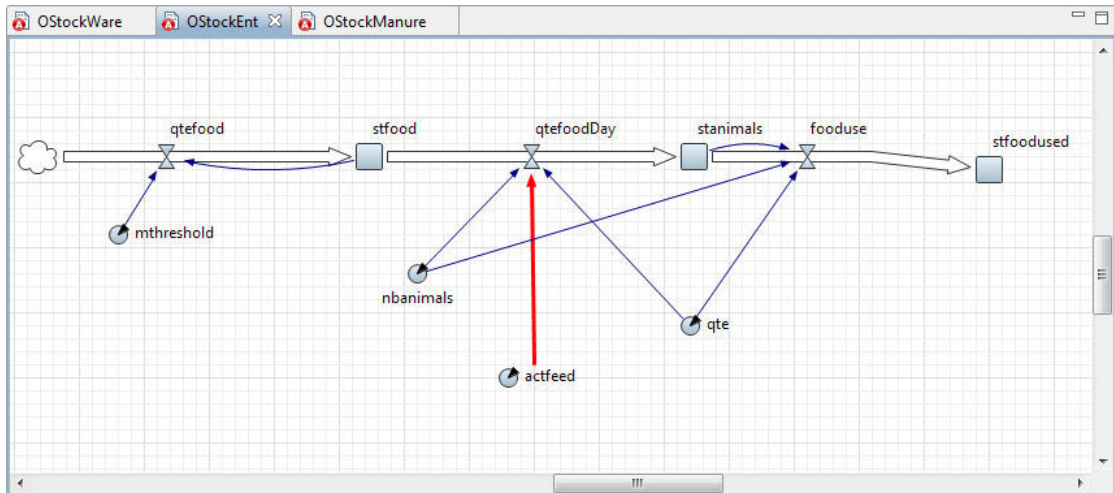 OStockWare
OStockEnt
OStockManure
qtefood
stfood
qtefoodDay
stanimals
fooduse
stfoodused
mthreshold
nbanimals
qte
actfeed